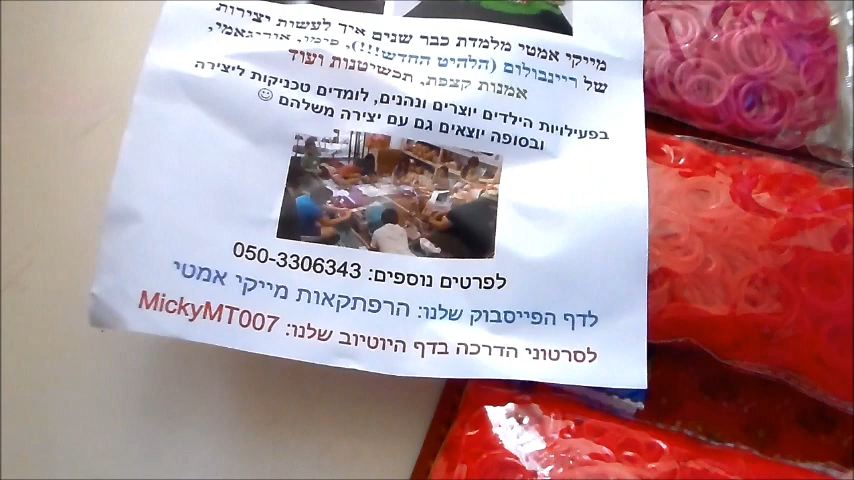 מייקי אמטי מלמדת כבר שנים איך לעשות יצירות
של ריינבולום (הלהיט החדש!!!), פימו, אוריגאמי,
אמנות קצפת, תכשיטנות ועוד
בפעילויות הילדים יוצרים ונהנים, לומדים טכניקות ליצירה
ובסופה יוצאים גם עם יצירה משלהם ☺
לפרטים נוספים: 050-3306343
לדף הפייסבוק שלנו: הרפתקאות מייקי אמטי
לסרטוני הדרכה בדף היוטיוב שלנו: MickyMT007